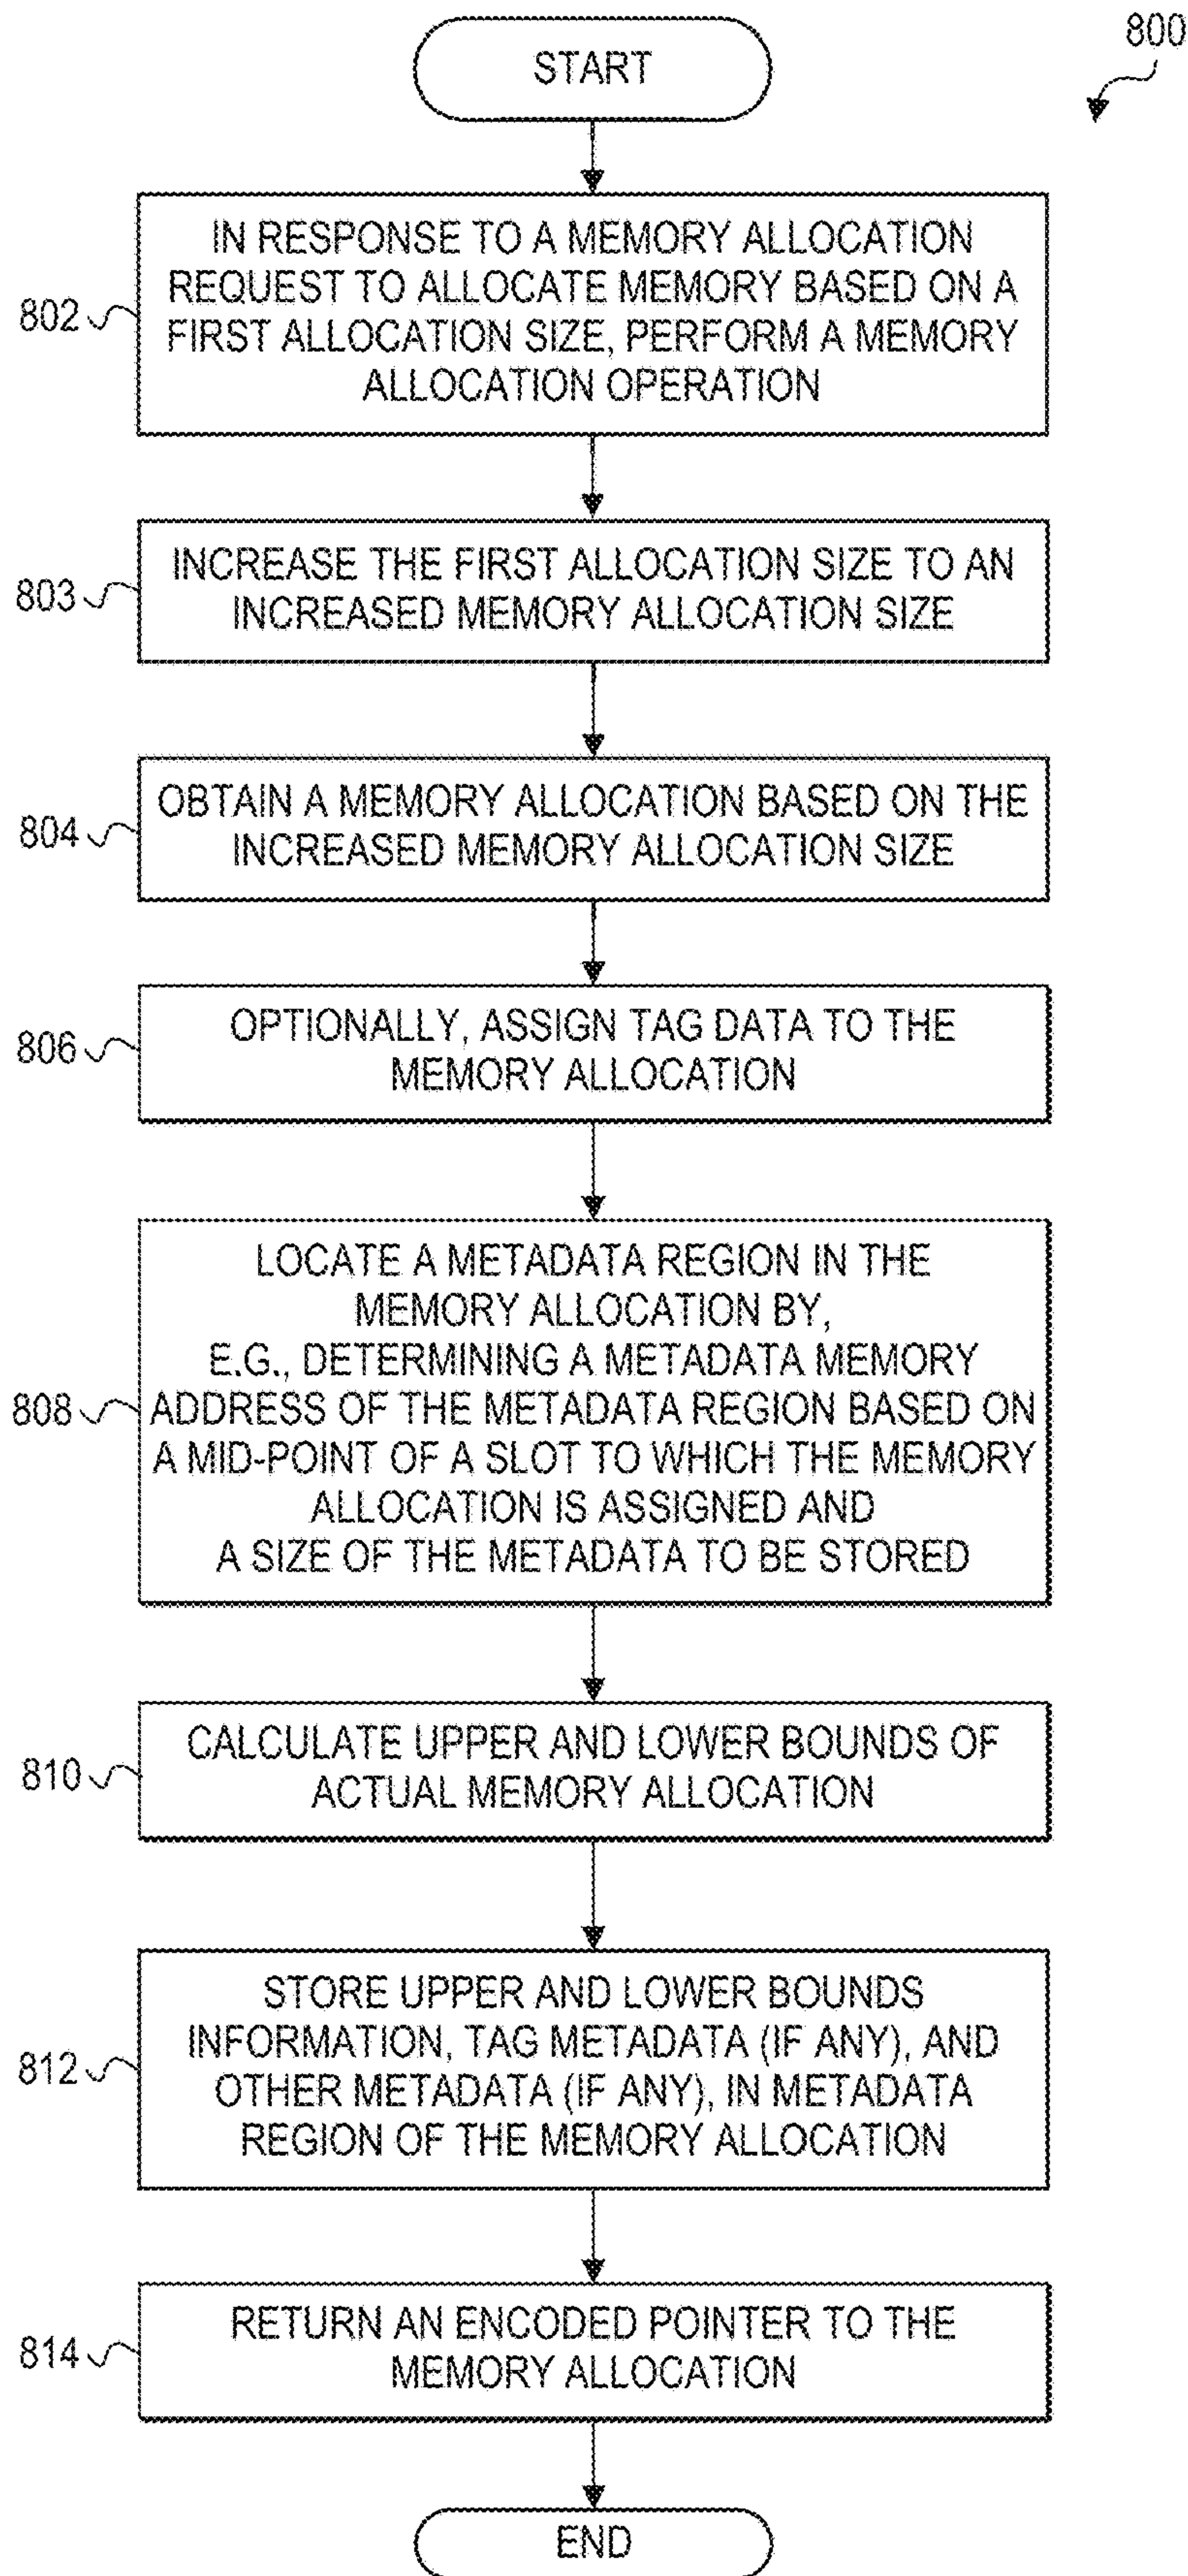 800
START
802
IN RESPONSE TO A MEMORY ALLOCATION
REQUEST TO ALLOCATE MEMORY BASED ON A
FIRST ALLOCATION SIZE, PERFORM A MEMORY
ALLOCATION OPERATION
803
INCREASE THE FIRST ALLOCATION SIZE TO AN
INCREASED MEMORY ALLOCATION SIZE
804
OBTAIN A MEMORY ALLOCATION BASED ON THE
INCREASED MEMORY ALLOCATION SIZE
806
OPTIONALLY, ASSIGN TAG DATA TO THE
MEMORY ALLOCATION
808
LOCATE A METADATA REGION IN THE
MEMORY ALLOCATION BY,
E.G., DETERMINING A METADATA MEMORY
ADDRESS OF THE METADATA REGION BASED ON
A MID-POINT OF A SLOT TO WHICH THE MEMORY
ALLOCATION IS ASSIGNED AND
A SIZE OF THE METADATA TO BE STORED
810
CALCULATE UPPER AND LOWER BOUNDS OF
ACTUAL MEMORY ALLOCATION
812
STORE UPPER AND LOWER BOUNDS
INFORMATION, TAG METADATA (IF ANY), AND
OTHER METADATA (IF ANY), IN METADATA
REGION OF THE MEMORY ALLOCATION
814
RETURN AN ENCODED POINTER TO THE
MEMORY ALLOCATION
END